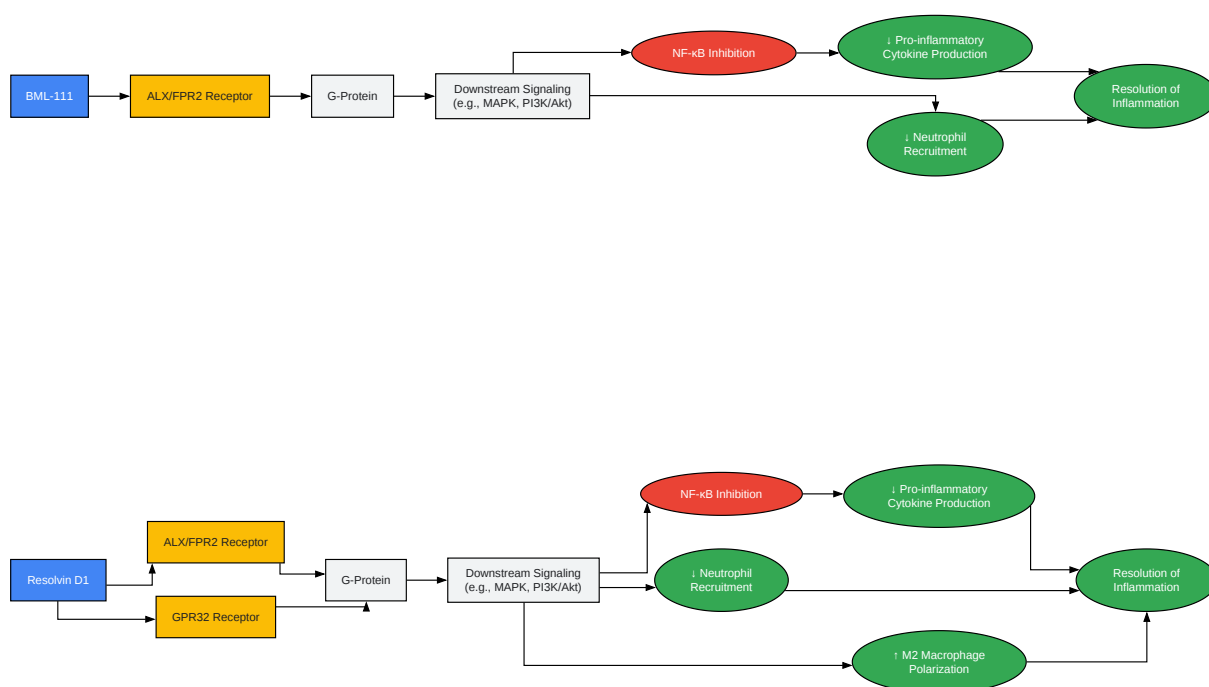 BML-111
ALX/FPR2 Receptor
G-Protein
Downstream Signaling
(e.g., MAPK, PI3K/Akt)
NF-κB Inhibition
↓ Pro-inflammatory
Cytokine Production
↓ Neutrophil
Recruitment
Resolution of
Inflammation
Resolvin D1
ALX/FPR2 Receptor
GPR32 Receptor
G-Protein
Downstream Signaling
(e.g., MAPK, PI3K/Akt)
NF-κB Inhibition
↓ Pro-inflammatory
Cytokine Production
↓ Neutrophil
Recruitment
↑ M2 Macrophage
Polarization
Resolution of
Inflammation